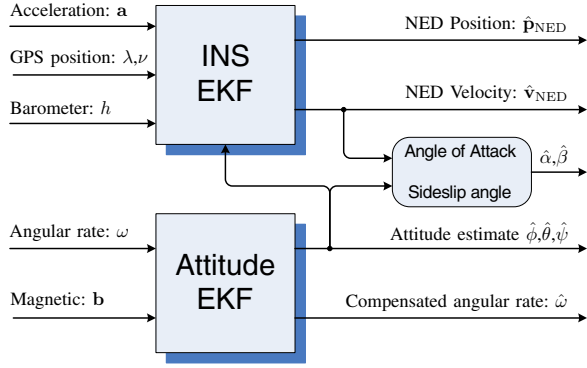 Acceleration: a
GPS position: λ,ν
Barometer: h
INS
EKF
NED Position: p̂NED
NED Velocity: v̂NED
Angle of Attack
Sideslip angle
α̂,β̂
Angular rate: ω
Magnetic: b
Attitude
EKF
Attitude estimate φ̂,θ̂,ψ̂
Compensated angular rate: ω̂